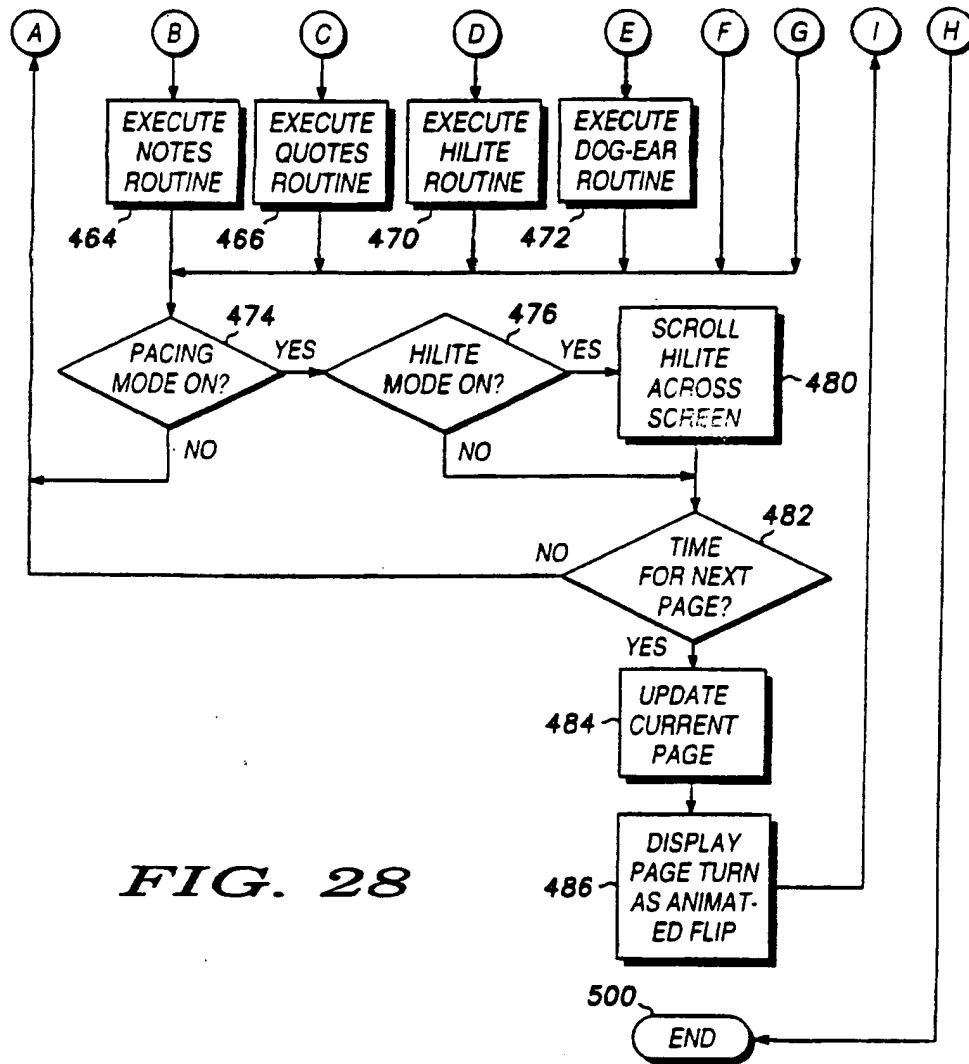 A B C D E F G I H
EXECUTE
NOTES
ROUTINE
464
EXECUTE
QUOTES
ROUTINE
466
EXECUTE
HILITE
ROUTINE
470
EXECUTE
DOG-EAR
ROUTINE
472
474
PACING
MODE ON?
YES
NO
476
HILITE
MODE ON?
YES
NO
SCROLL
HILITE
ACROSS
SCREEN
480
482
TIME
FOR NEXT
PAGE?
NO
YES
484
UPDATE
CURRENT
PAGE
486
DISPLAY
PAGE TURN
AS ANIMAT-
ED FLIP
FIG. 28
500
END